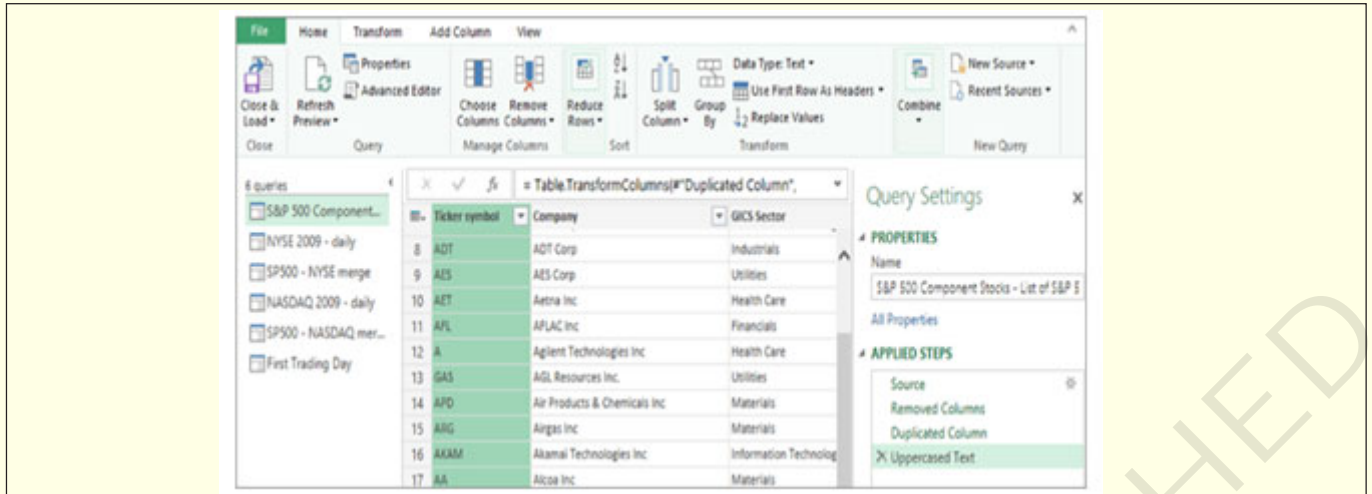 File Home Transform Add Column View
Close & Load
Refresh Preview
Properties
Advanced Editor
Choose Columns
Remove Columns
Reduce Rows
Split Column
Group By
Data Type: Text
Use First Row As Headers
Replace Values
Combine
New Source
Recent Sources
Close Query Manage Columns Sort Transform New Query
6 queries
S&P 500 Component...
NYSE 2009 - daily
SP500 - NYSE merge
NASDAQ 2009 - daily
SP500 - NASDAQ mer...
First Trading Day
fx = Table.TransformColumns(#"Duplicated Column",
Ticker symbol Company GICS Sector
8 ADT ADT Corp Industrials
9 AES AES Corp Utilities
10 AET Aetna Inc Health Care
11 AFL AFLAC Inc Financials
12 A Agilent Technologies Inc Health Care
13 GAS AGL Resources Inc. Utilities
14 APD Air Products & Chemicals Inc Materials
15 ARG Airgas Inc Materials
16 AKAM Akamai Technologies Inc Information Technolog
17 AA Alcoa Inc Materials
Query Settings
PROPERTIES
Name
S&P 500 Component Stocks - List of S&P 5
All Properties
APPLIED STEPS
Source
Removed Columns
Duplicated Column
Uppercased Text
HED